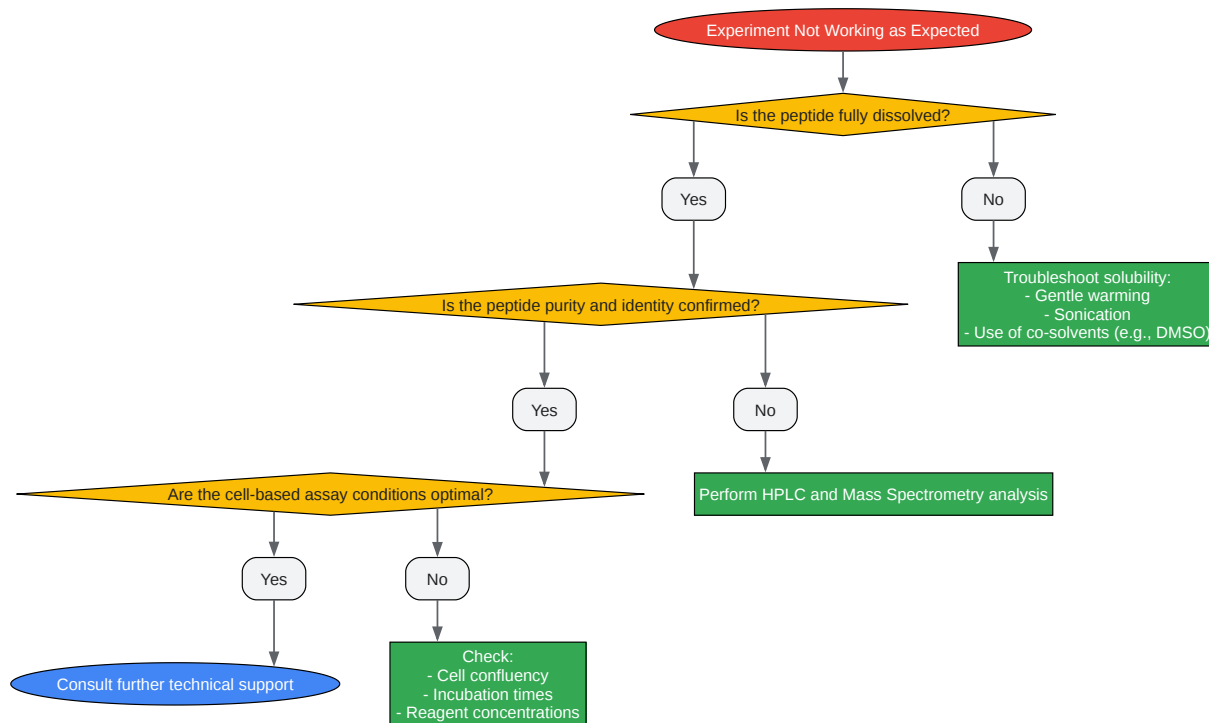 Experiment Not Working as Expected
Is the peptide fully dissolved?
Yes
No
Troubleshoot solubility:
- Gentle warming
- Sonication
- Use of co-solvents (e.g., DMSO)
Is the peptide purity and identity confirmed?
Yes
No
Perform HPLC and Mass Spectrometry analysis
Are the cell-based assay conditions optimal?
Yes
No
Consult further technical support
Check:
- Cell confluency
- Incubation times
- Reagent concentrations